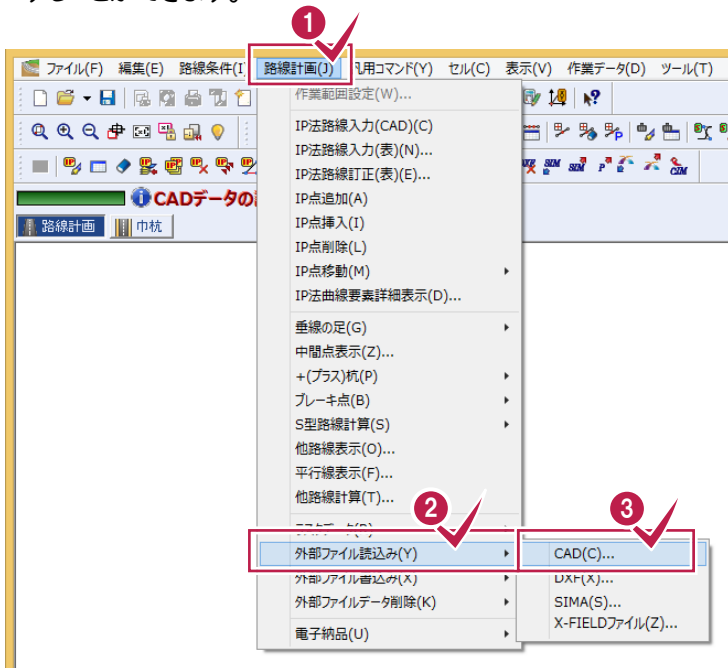 1
ファイル(F) 編集(E) 路線条件(I) 路線計画(J) 汎用コマンド(Y) セル(C) 表示(V) 作業データ(D) ツール(T)
CADデータの
路線計画 巾杭
作業範囲設定(W)...
IP法路線入力(CAD)(C)
IP法路線入力(表)(N)...
IP法路線訂正(表)(E)...
IP点追加(A)
IP点挿入(I)
IP点削除(L)
IP点移動(M)
IP法曲線要素詳細表示(D)...
垂線の足(G)
中間点表示(Z)...
+(プラス)杭(P)
ブレーキ点(B)
S型路線計算(S)
他路線表示(O)...
平行線表示(F)...
他路線計算(T)...
2
3
外部ファイル読込み(Y)
CAD(C)...
外部ファイル書込み(X)
DXF(X)...
外部ファイルデータ削除(K)
SIMA(S)...
X-FIELDファイル(Z)...
電子納品(U)